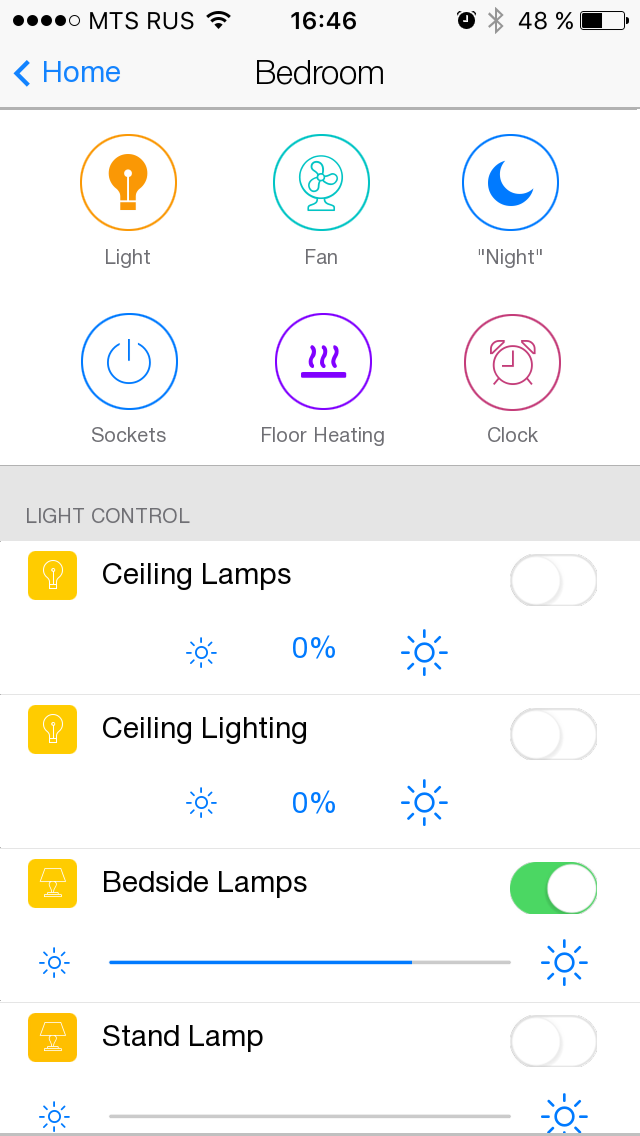 MTS RUS 16:46 48 %
Home Bedroom
Light Fan "Night"
Sockets Floor Heating Clock
LIGHT CONTROL
Ceiling Lamps
0%
Ceiling Lighting
0%
Bedside Lamps
Stand Lamp